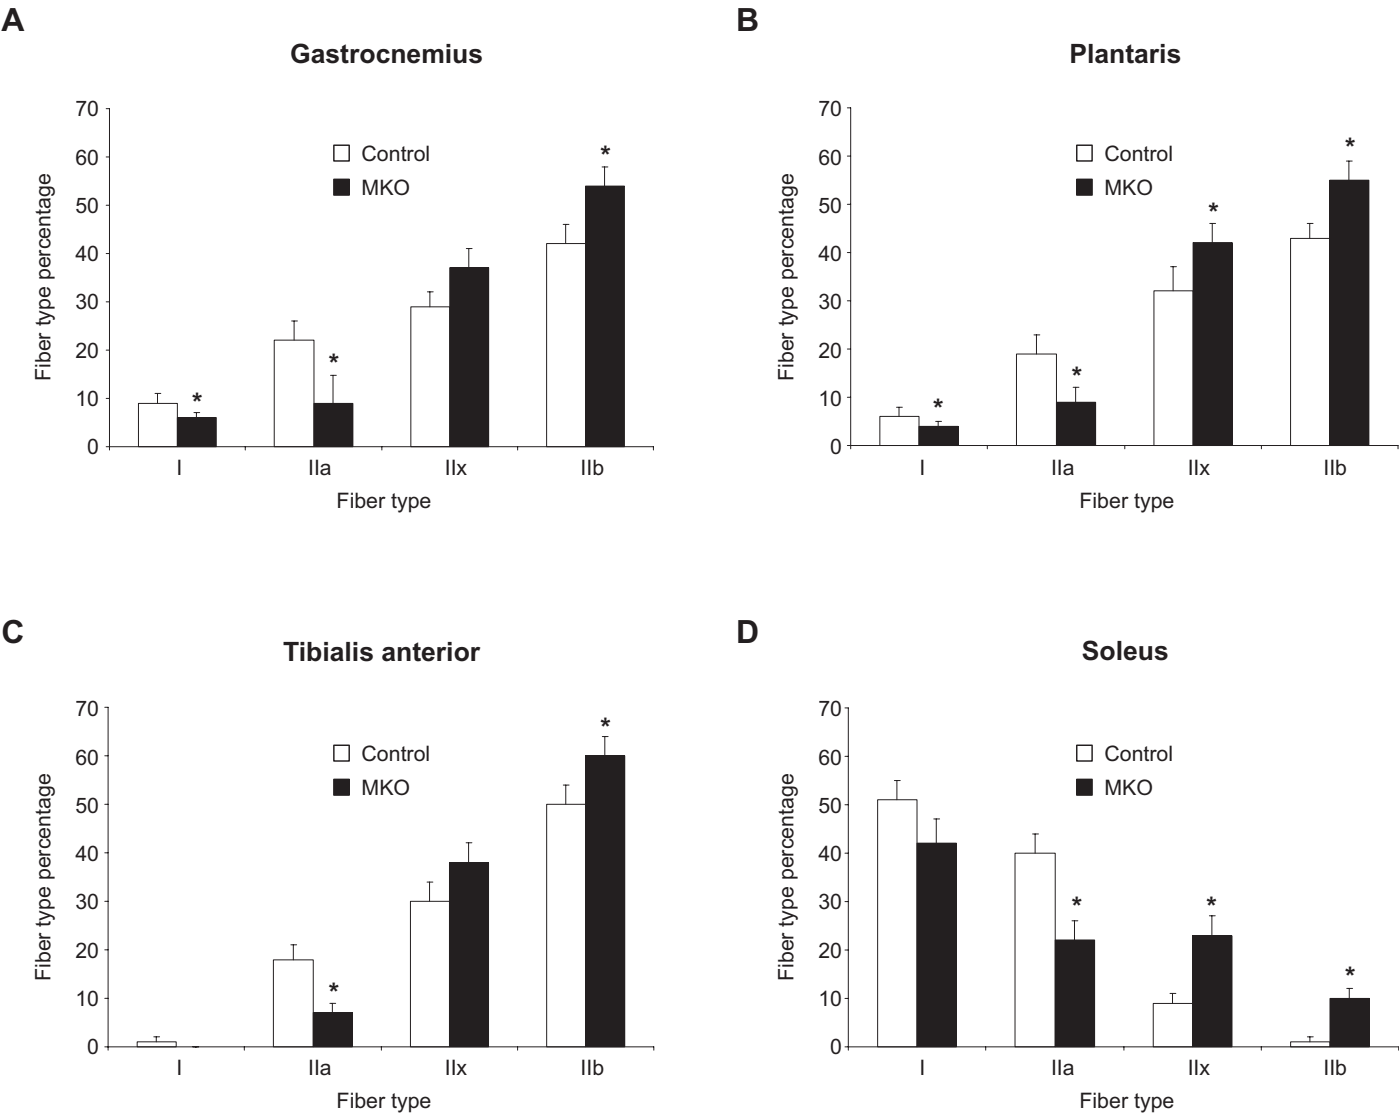 A
Gastrocnemius
Fiber type percentage
70
60
50
40
30
20
10
0
Control
MKO
*
*
*
I IIa IIx IIb
Fiber type
B
Plantaris
Fiber type percentage
70
60
50
40
30
20
10
0
Control
MKO
*
*
*
*
I IIa IIx IIb
Fiber type
C
Tibialis anterior
Fiber type percentage
70
60
50
40
30
20
10
0
Control
MKO
*
*
I IIa IIx IIb
Fiber type
D
Soleus
Fiber type percentage
70
60
50
40
30
20
10
0
Control
MKO
*
*
*
I IIa IIx IIb
Fiber type